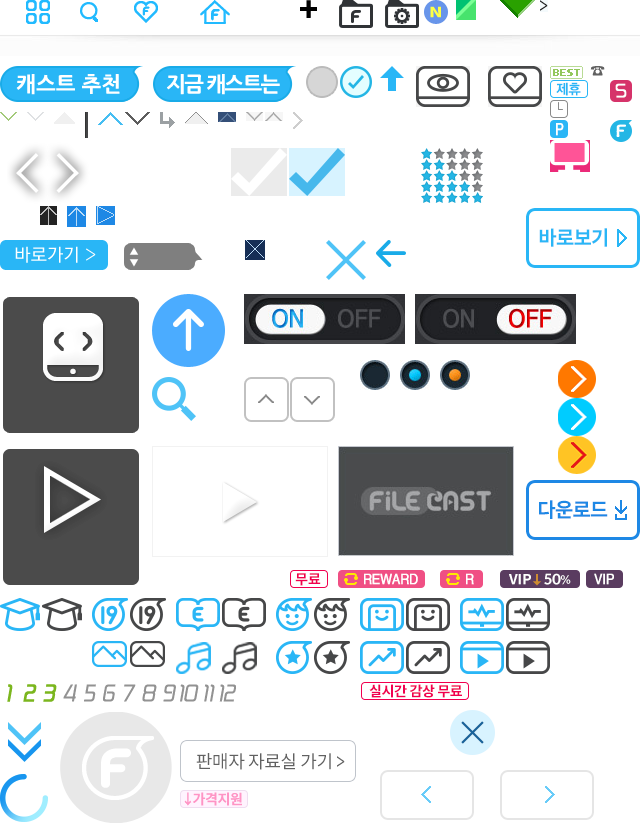 F F F F N
캐스트 추천 지금 캐스트는 BEST
제휴 S
P F
바로보기
바로가기 >
ON OFF ON OFF
FiLE CAST
다운로드
무료 REWARD R VIP↓50% VIP
19 19 E E
1 2 3 4 5 6 7 8 9 10 11 12
실시간 감상 무료
F
판매자 자료실 가기 >
↓가격지원